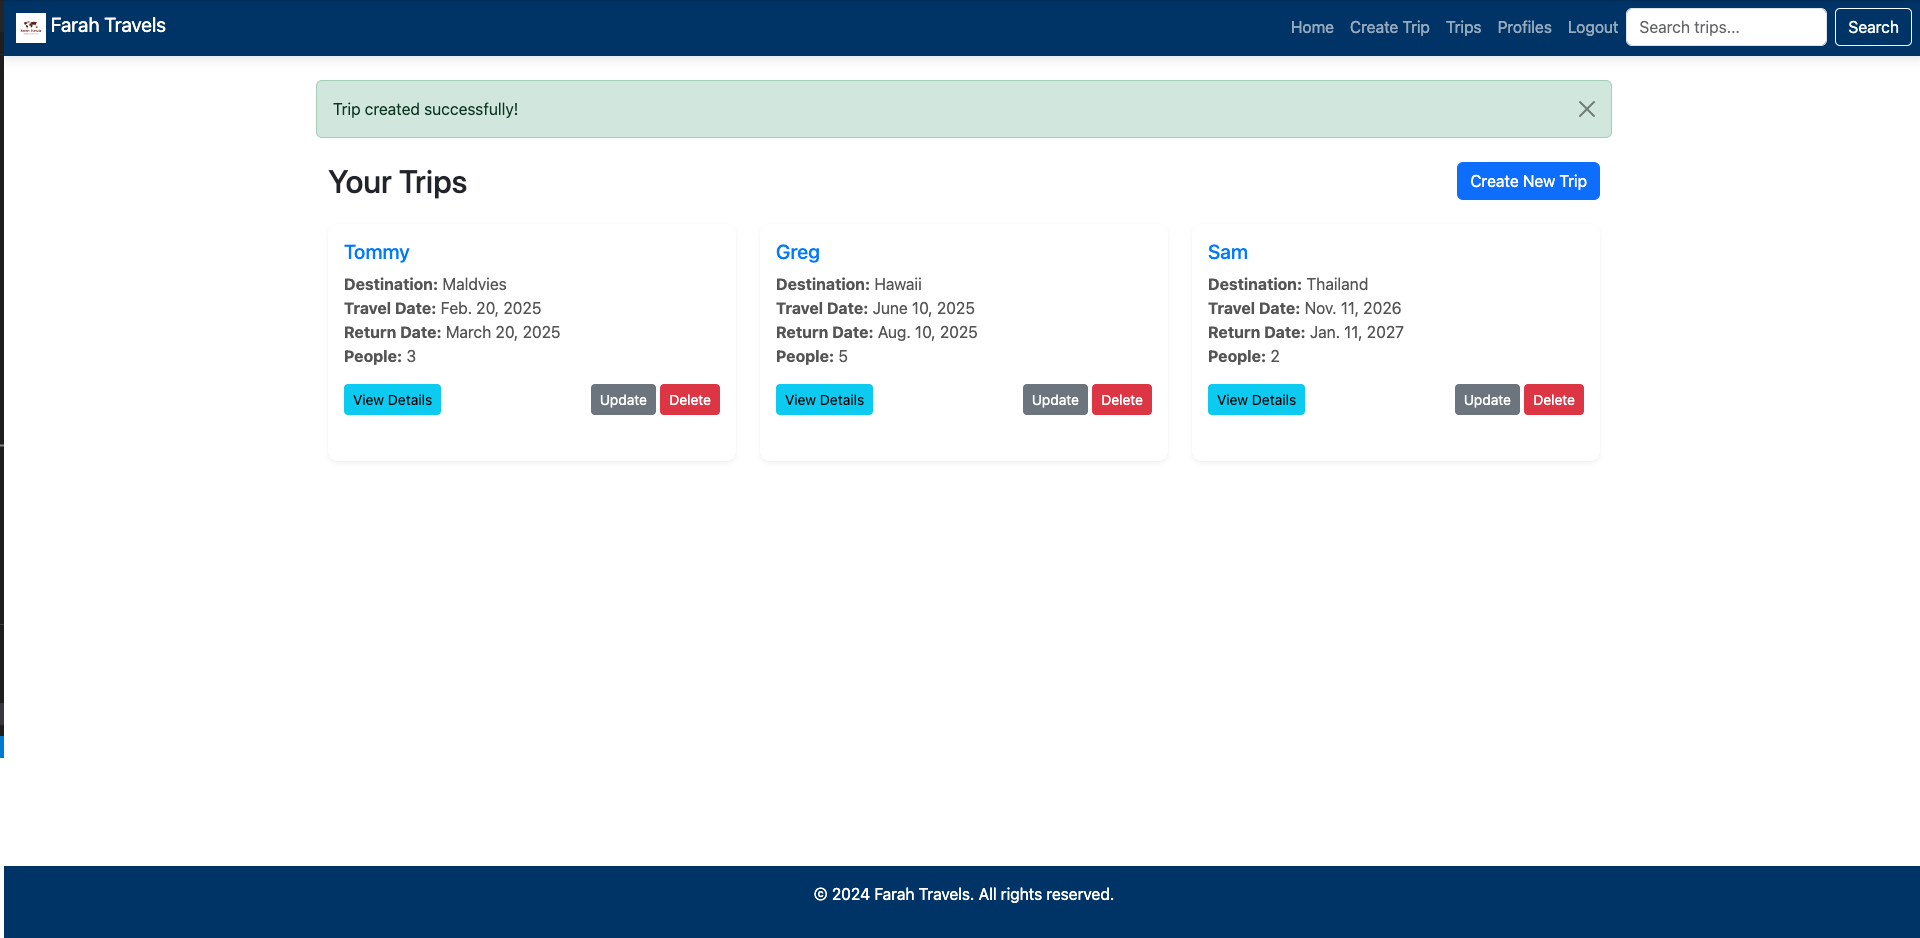 Farah Travels
Home Create Trip Trips Profiles Logout Search trips... Search
Trip created successfully!
Your Trips
Create New Trip
Tommy
Destination: Maldvies
Travel Date: Feb. 20, 2025
Return Date: March 20, 2025
People: 3
View Details Update Delete
Greg
Destination: Hawaii
Travel Date: June 10, 2025
Return Date: Aug. 10, 2025
People: 5
View Details Update Delete
Sam
Destination: Thailand
Travel Date: Nov. 11, 2026
Return Date: Jan. 11, 2027
People: 2
View Details Update Delete
© 2024 Farah Travels. All rights reserved.